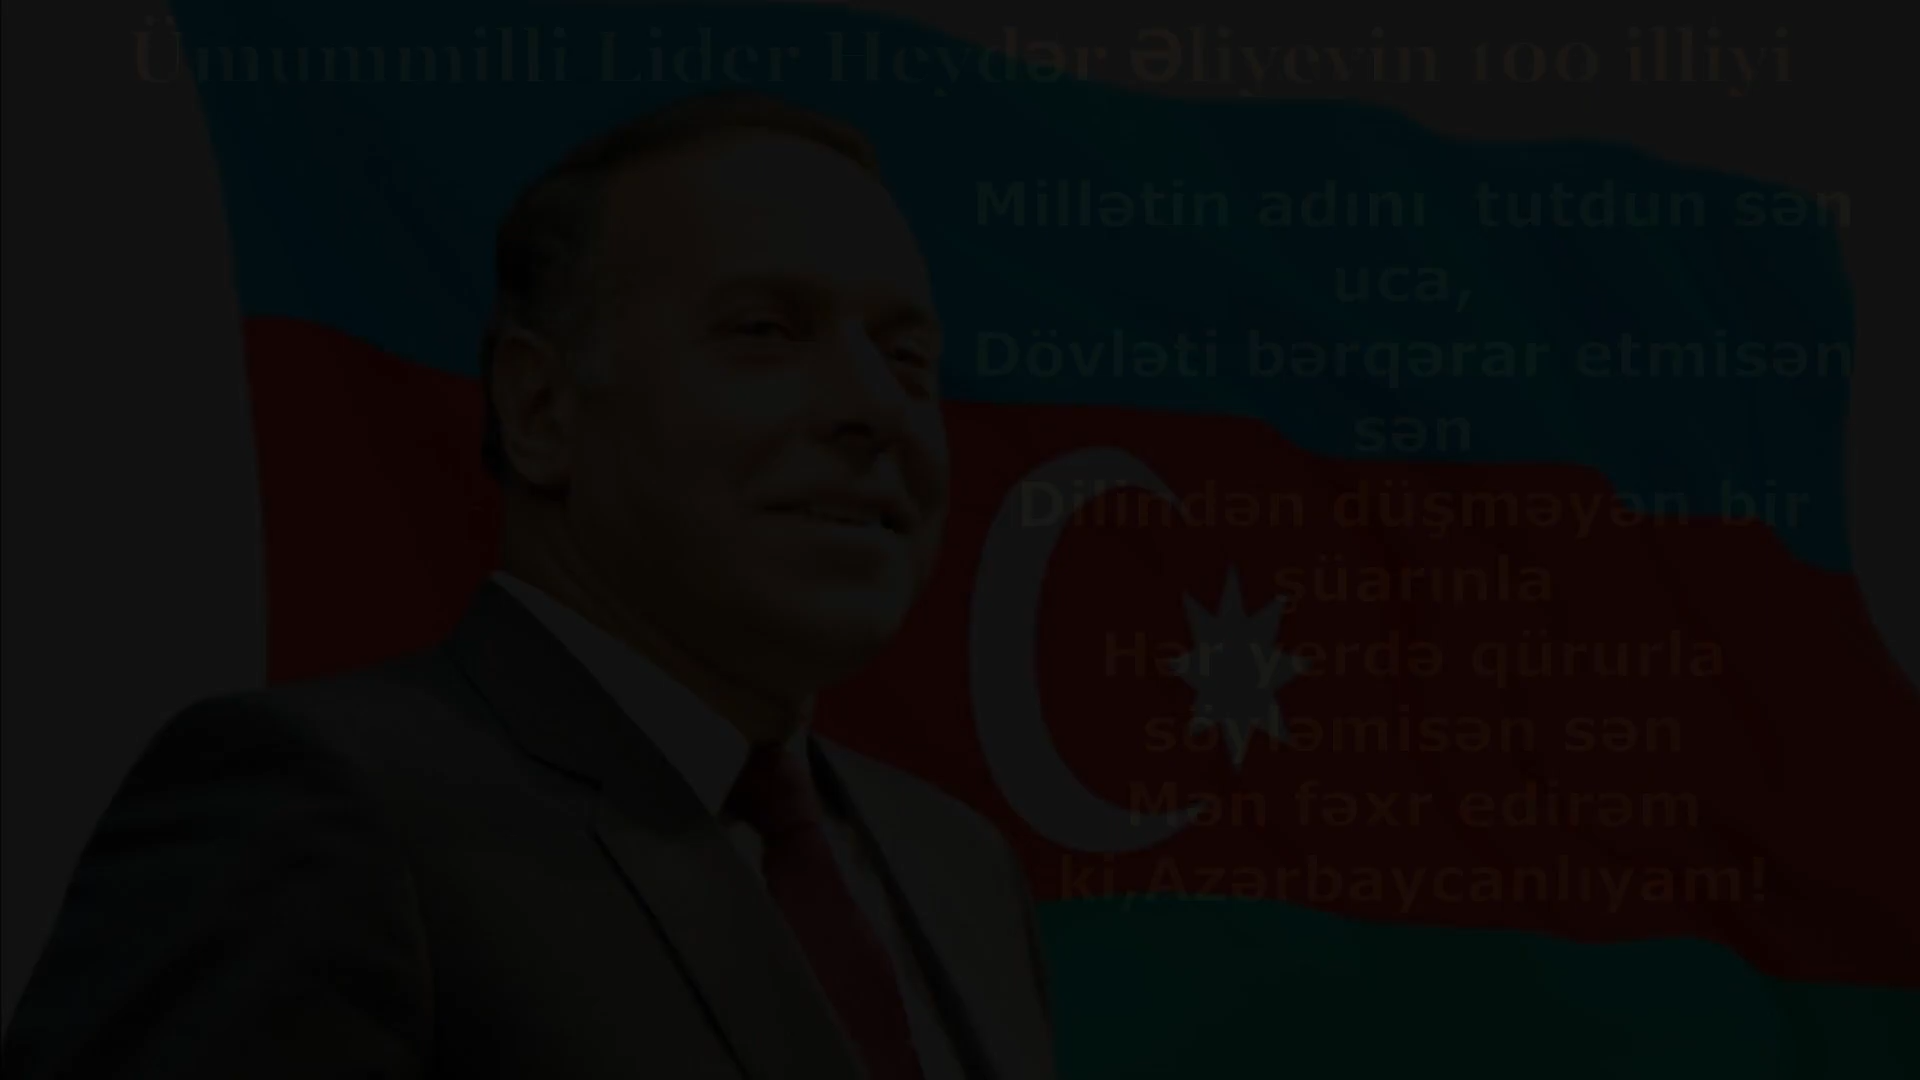 Ümummilli Lider Heydər Əliyevin 100 illiyi
Millətin adını tutdun sən
uca,
Dövləti bərqərar etmisən
sən
Dilindən düşməyən bir
şüarınla
Hər yerdə qürurla
söyləmisən sən
Mən fəxr edirəm
ki,Azərbaycanlıyam!